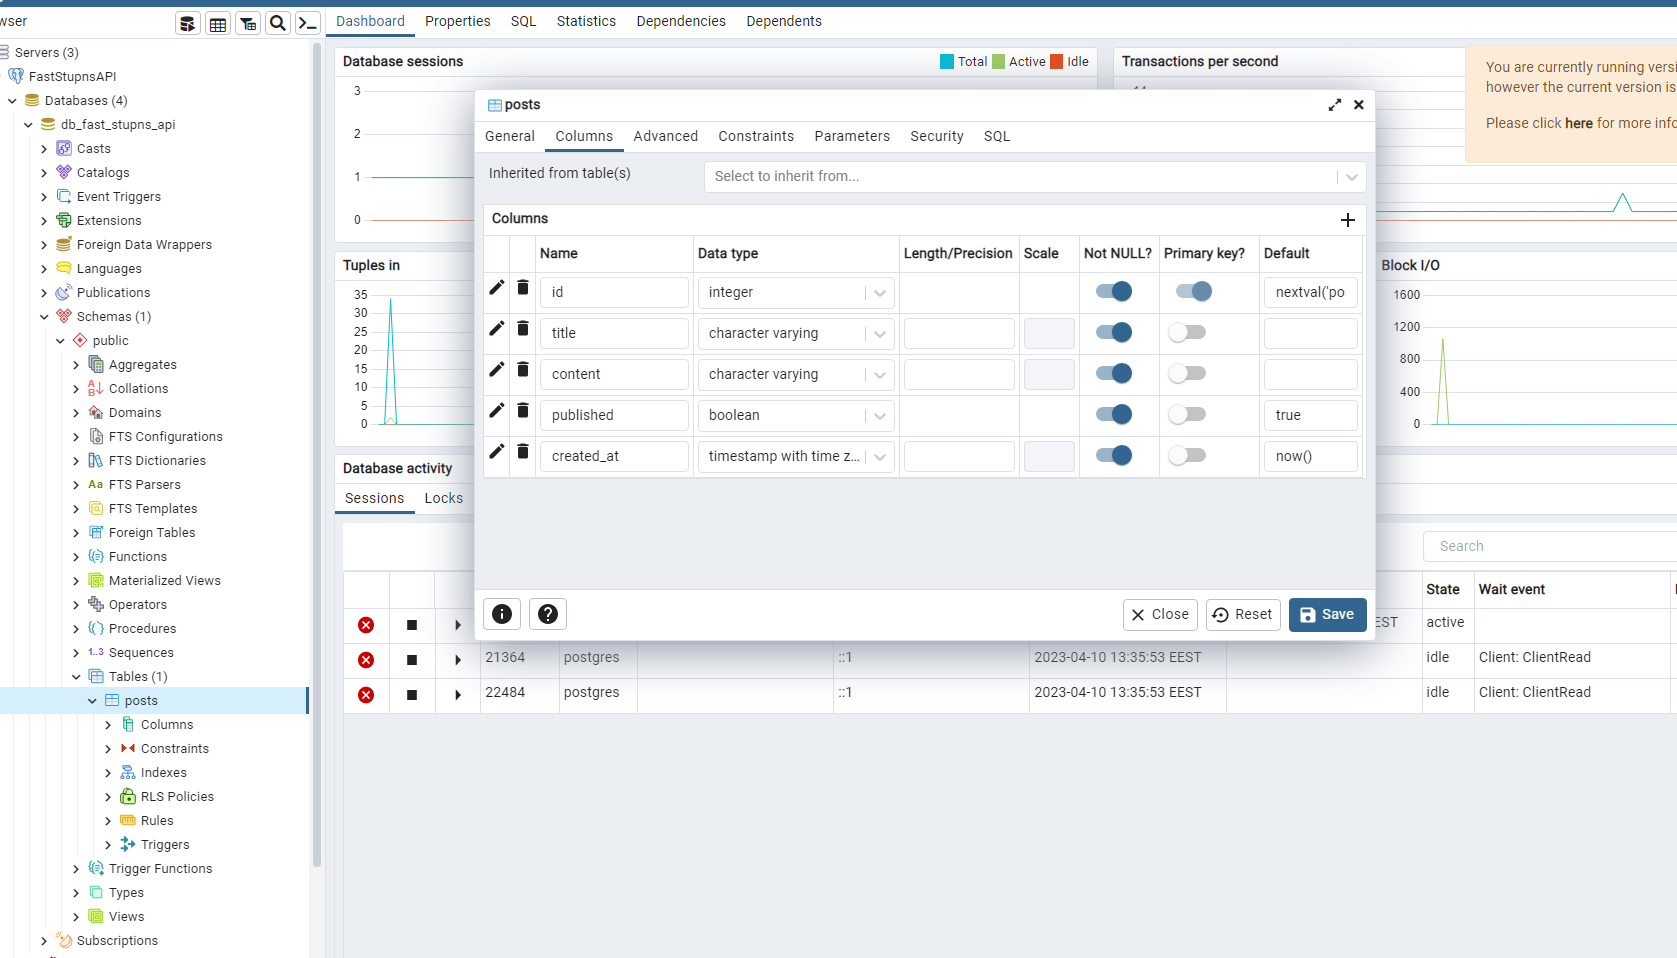 wser
Dashboard Properties SQL Statistics Dependencies Dependents
Servers (3)
FastStupnsAPI
Databases (4)
db_fast_stupns_api
Casts
Catalogs
Event Triggers
Extensions
Foreign Data Wrappers
Languages
Publications
Schemas (1)
public
Aggregates
Collations
Domains
FTS Configurations
FTS Dictionaries
FTS Parsers
FTS Templates
Foreign Tables
Functions
Materialized Views
Operators
Procedures
Sequences
Tables (1)
posts
Columns
Constraints
Indexes
RLS Policies
Rules
Triggers
Trigger Functions
Types
Views
Subscriptions
Database sessions
Total Active Idle
3
2
1
0
Transactions per second
You are currently running versi
however the current version is
Please click here for more info
Tuples in
35
30
25
20
15
10
5
0
Block I/O
1600
1200
800
400
0
posts
General Columns Advanced Constraints Parameters Security SQL
Inherited from table(s) Select to inherit from...
Columns
Name Data type Length/Precision Scale Not NULL? Primary key? Default
id integer nextval('po
title character varying
content character varying
published boolean true
created_at timestamp with time z... now()
Close Reset Save
Database activity
Sessions Locks
Search
State Wait event
EST active
21364 postgres ::1 2023-04-10 13:35:53 EEST idle Client: ClientRead
22484 postgres ::1 2023-04-10 13:35:53 EEST idle Client: ClientRead